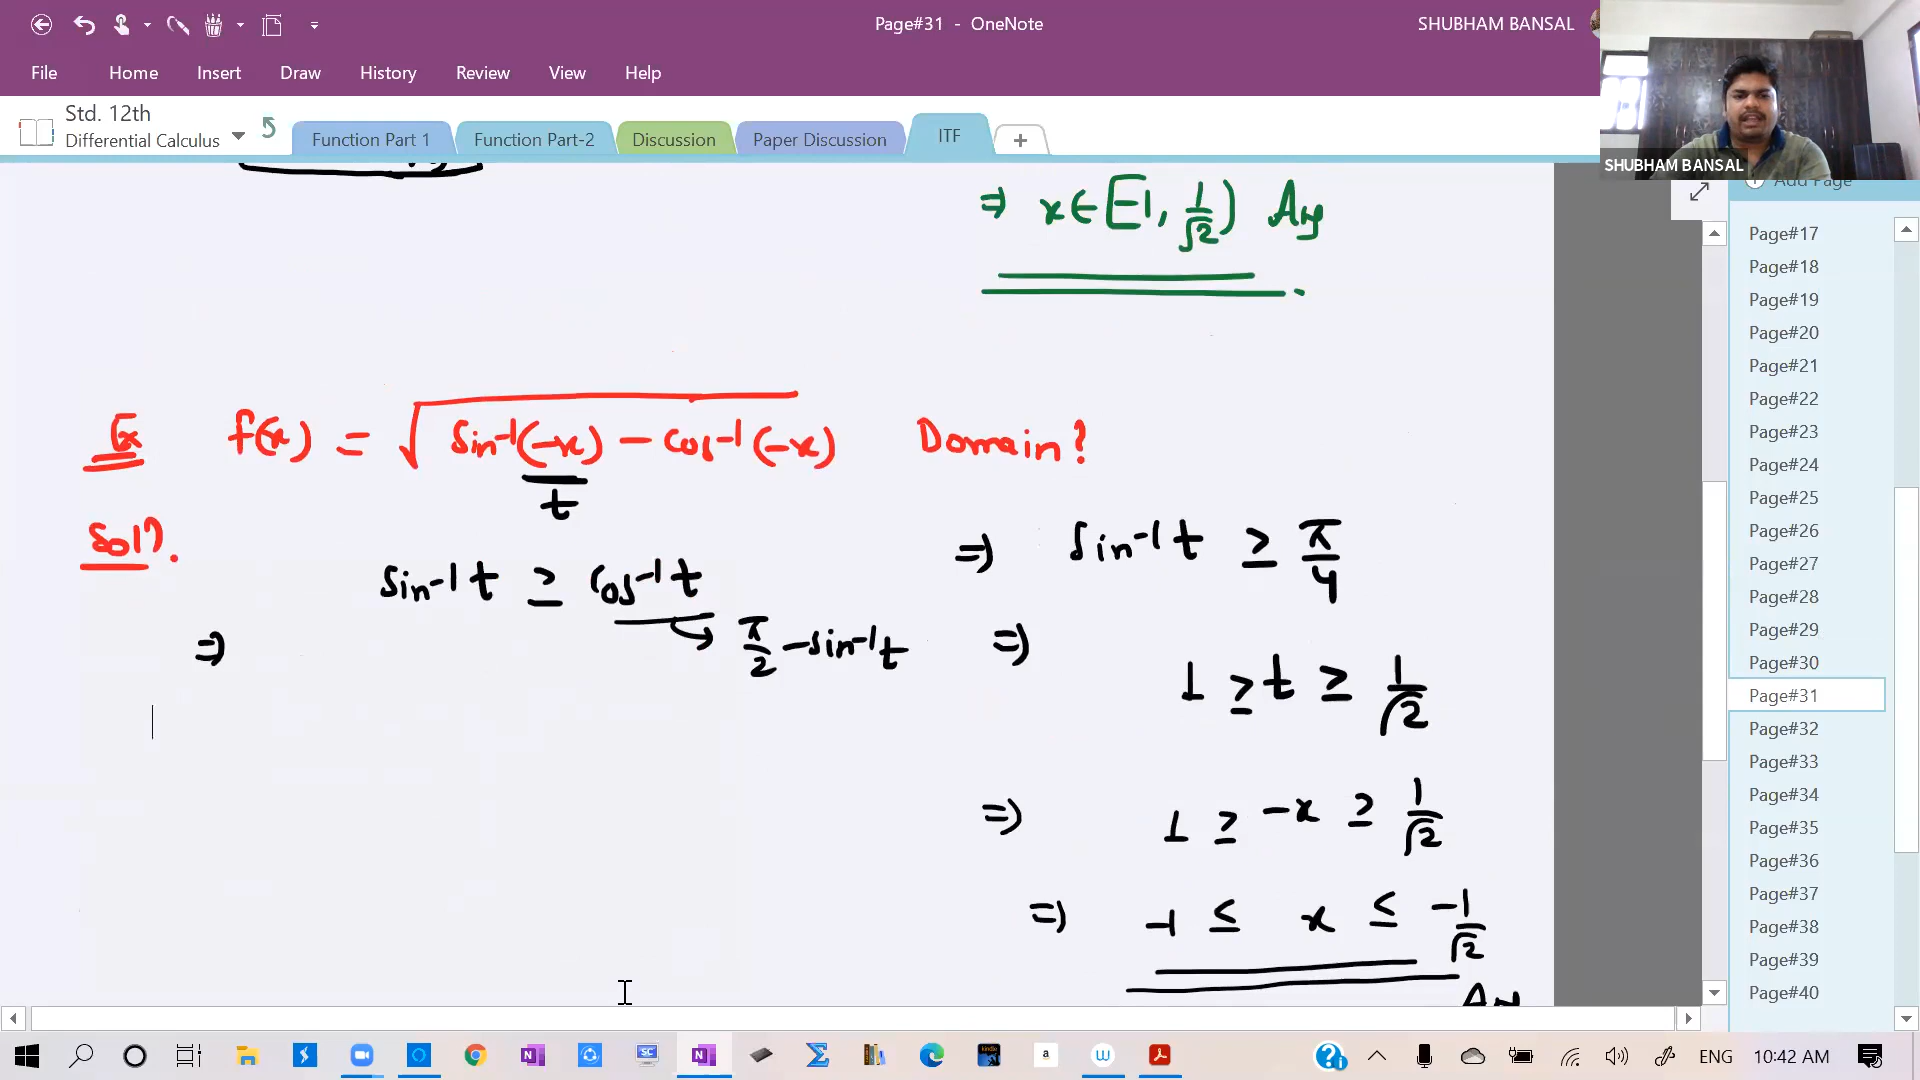 Page#31 - OneNote
SHUBHAM BANSAL
File Home Insert Draw History Review View Help
SHUBHAM BANSAL
Std. 12th
Differential Calculus
Function Part 1 Function Part-2 Discussion Paper Discussion ITF +
Add Page
⇒ x∈[-1, 1/√2) Ans
Ex f(x) = √(sin⁻¹(-x) - cos⁻¹(-x)) Domain?
t
Solⁿ.
sin⁻¹t ≥ cos⁻¹t
⇒ π/2 - sin⁻¹t
⇒ sin⁻¹t ≥ π/4
⇒ 1 ≥ t ≥ 1/√2
⇒ 1 ≥ -x ≥ 1/√2
⇒ -1 ≤ x ≤ -1/√2
Ans
Page#17
Page#18
Page#19
Page#20
Page#21
Page#22
Page#23
Page#24
Page#25
Page#26
Page#27
Page#28
Page#29
Page#30
Page#31
Page#32
Page#33
Page#34
Page#35
Page#36
Page#37
Page#38
Page#39
Page#40
ENG 10:42 AM